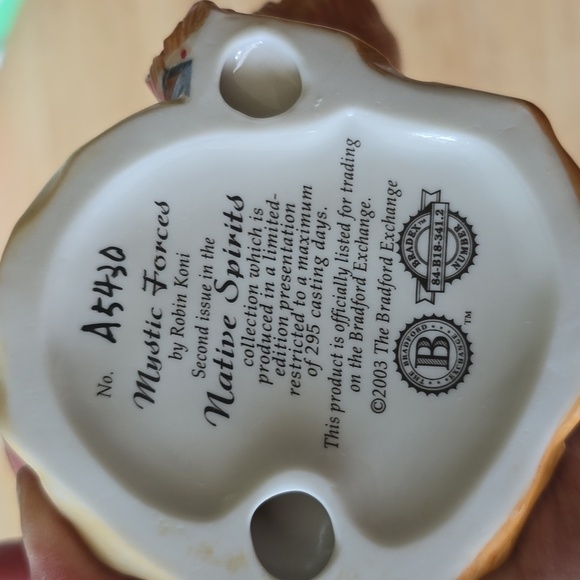 No. A5430
Mystic Forces
by Robin Koni
Second issue in the
Native Spirits
collection which is
produced in a limited-
edition presentation
restricted to a maximum
of 295 casting days.
This product is officially listed for trading
on the Bradford Exchange.
©2003 The Bradford Exchange
THE BRADFORD EXCHANGE
B
™
BRADEX™
84-B18-341.2
NUMBER